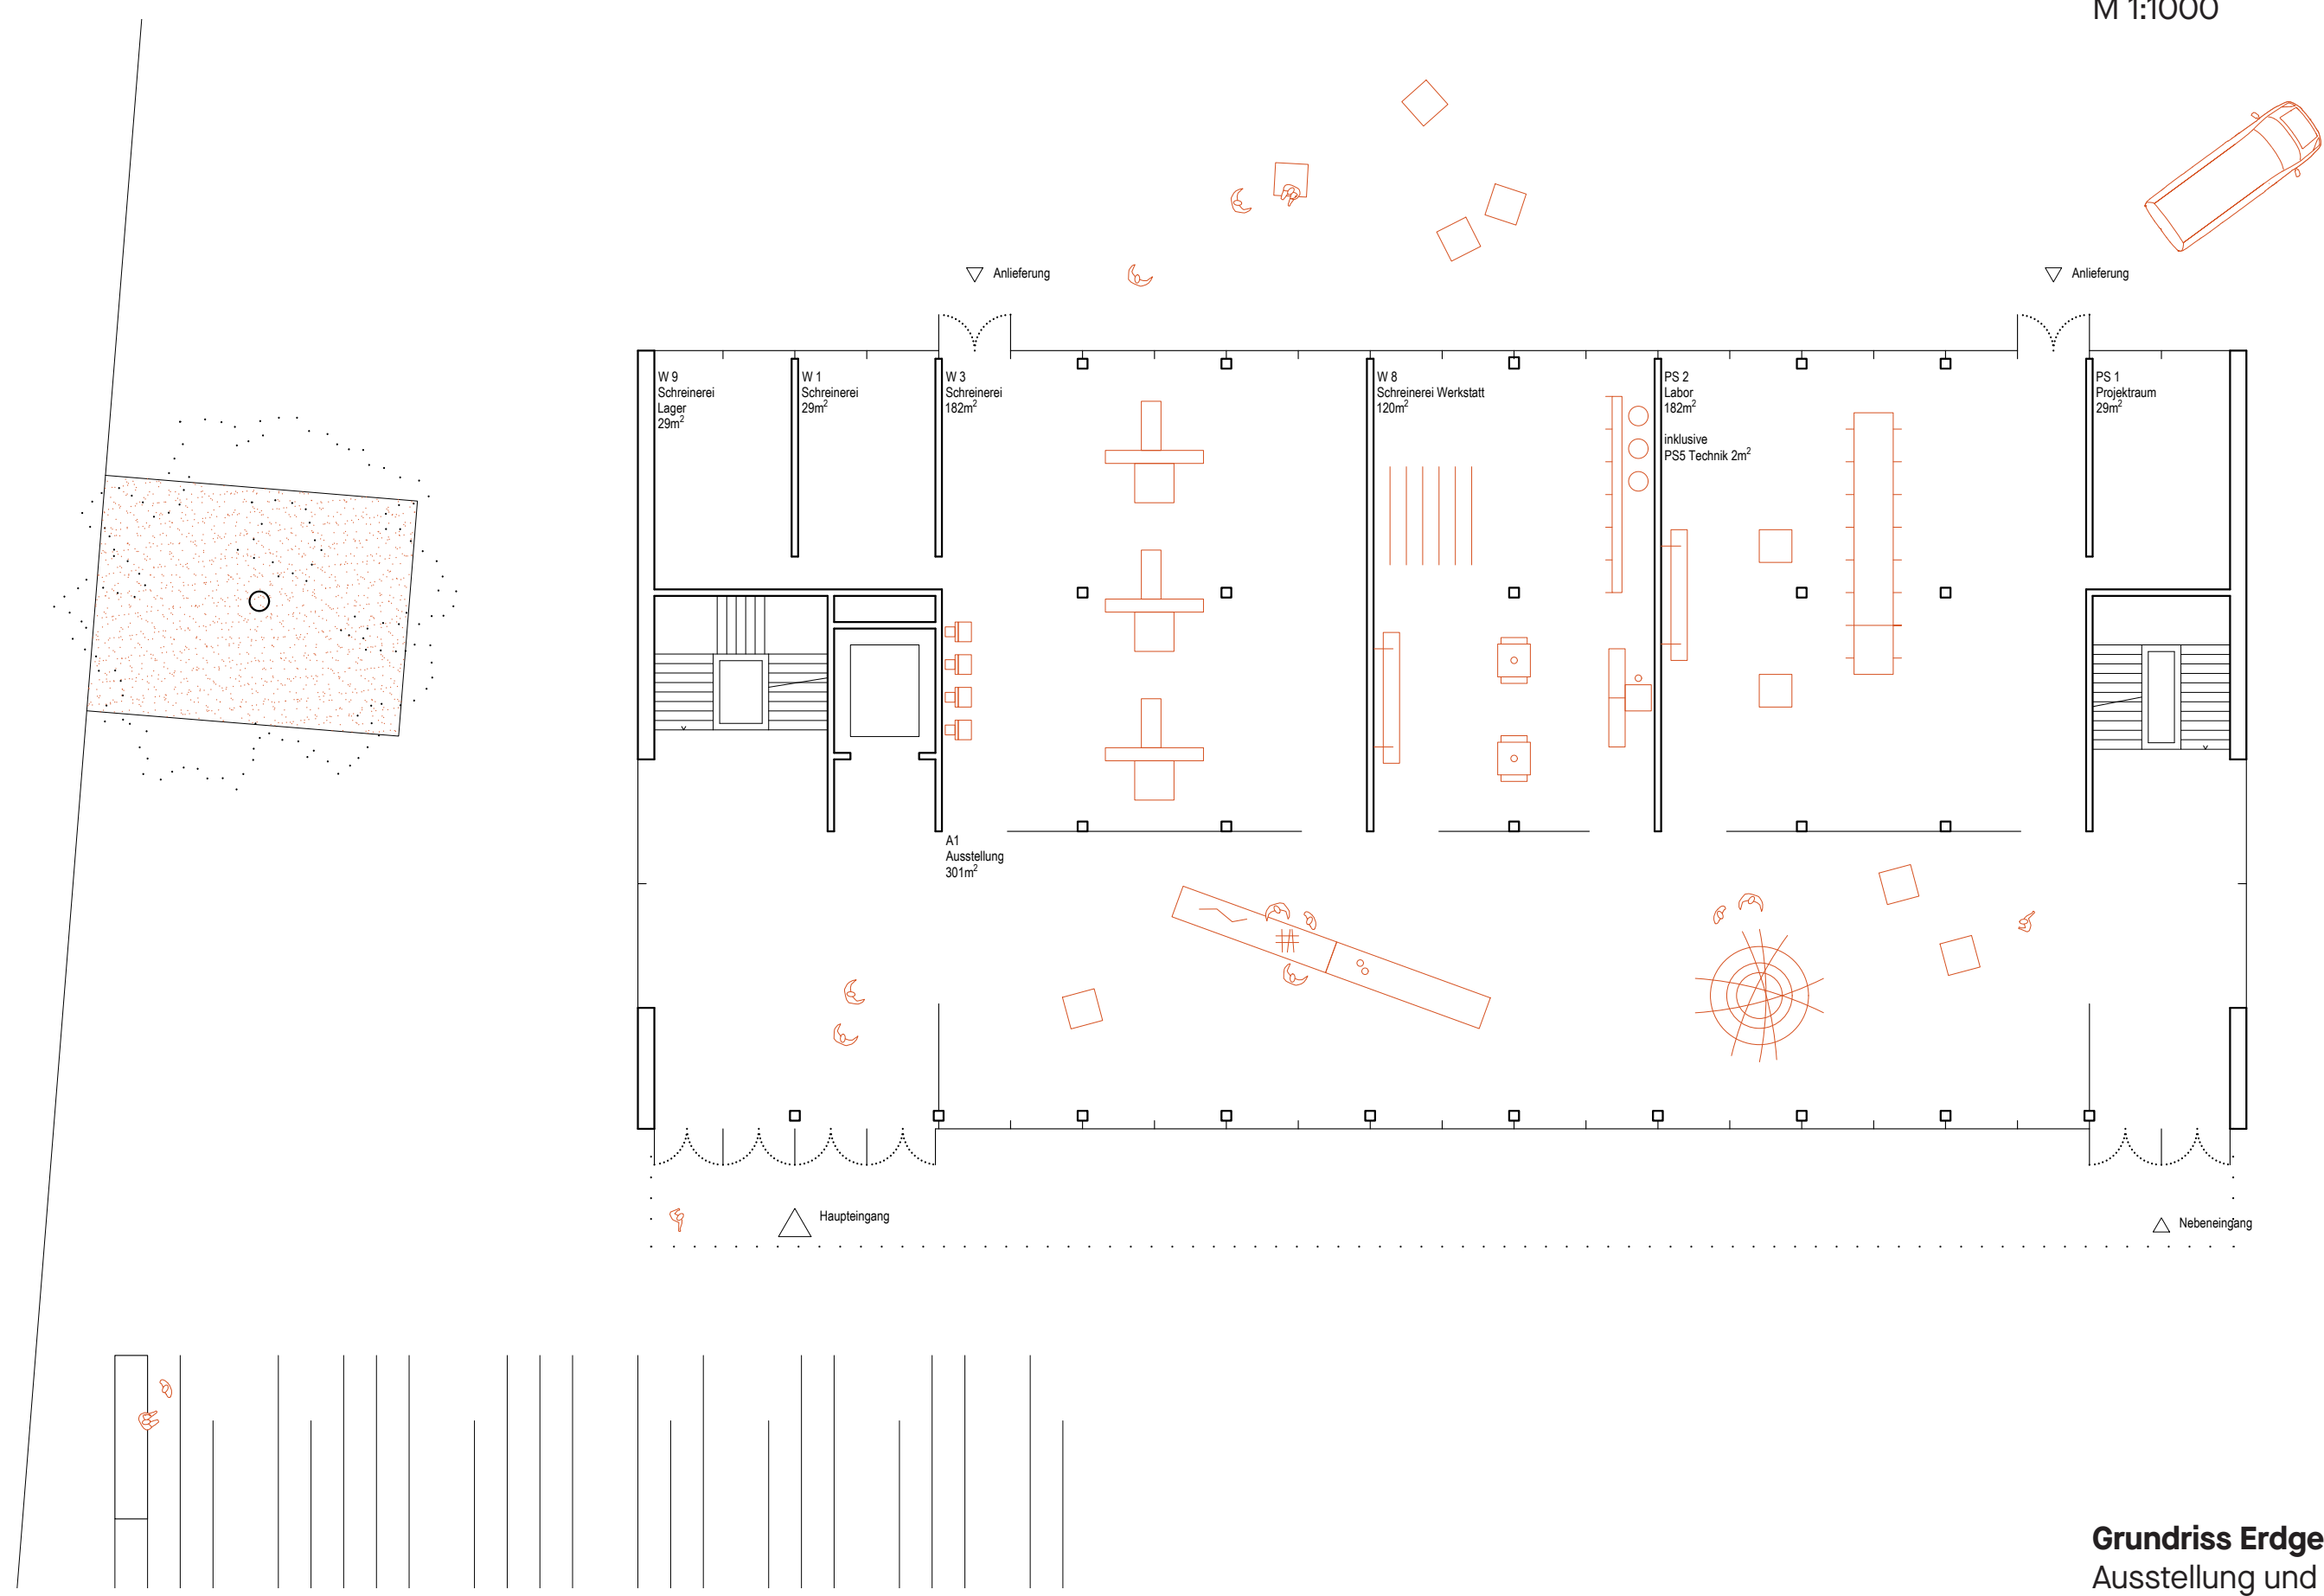 M 1:1000
Anlieferung
Anlieferung
W 9
Schreinerei
Lager
29m²
W 1
Schreinerei
29m²
W 3
Schreinerei
182m²
W 8
Schreinerei Werkstatt
120m²
PS 2
Labor
182m²
inklusive
PS5 Technik 2m²
PS 1
Projektraum
29m²
A1
Ausstellung
301m²
Haupteingang
Nebeneingang
Grundriss Erdge
Ausstellung und